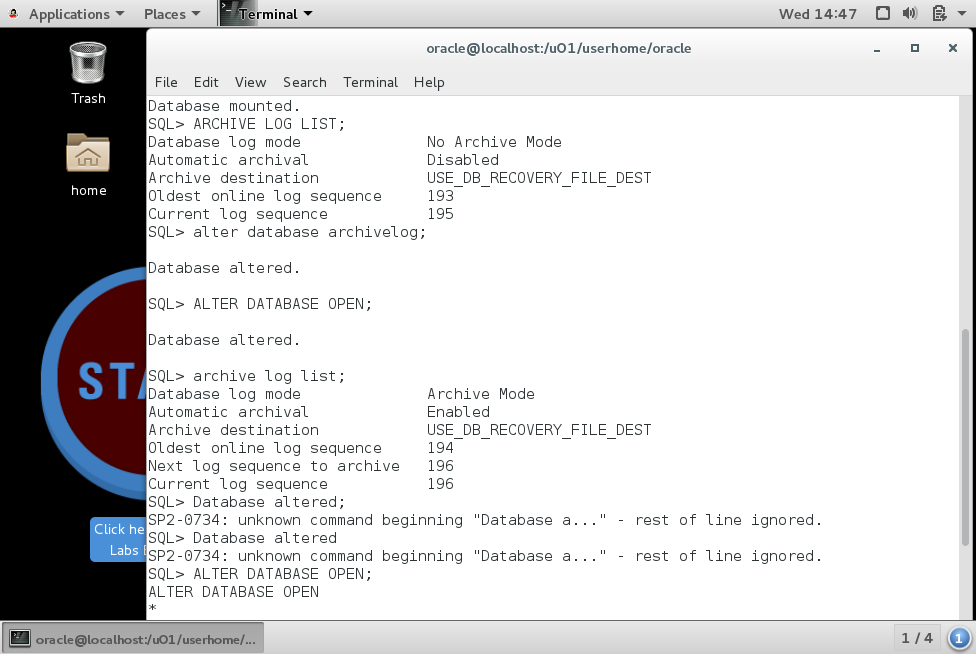 Applications Places Terminal Wed 14:47
oracle@localhost:/u01/userhome/oracle
File Edit View Search Terminal Help
Trash
home
STA
Click he
Labs E
Database mounted.
SQL> ARCHIVE LOG LIST;
Database log mode No Archive Mode
Automatic archival Disabled
Archive destination USE_DB_RECOVERY_FILE_DEST
Oldest online log sequence 193
Current log sequence 195
SQL> alter database archivelog;
Database altered.
SQL> ALTER DATABASE OPEN;
Database altered.
SQL> archive log list;
Database log mode Archive Mode
Automatic archival Enabled
Archive destination USE_DB_RECOVERY_FILE_DEST
Oldest online log sequence 194
Next log sequence to archive 196
Current log sequence 196
SQL> Database altered;
SP2-0734: unknown command beginning "Database a..." - rest of line ignored.
SQL> Database altered
SP2-0734: unknown command beginning "Database a..." - rest of line ignored.
SQL> ALTER DATABASE OPEN;
ALTER DATABASE OPEN
*
oracle@localhost:/u01/userhome/... 1 / 4 1